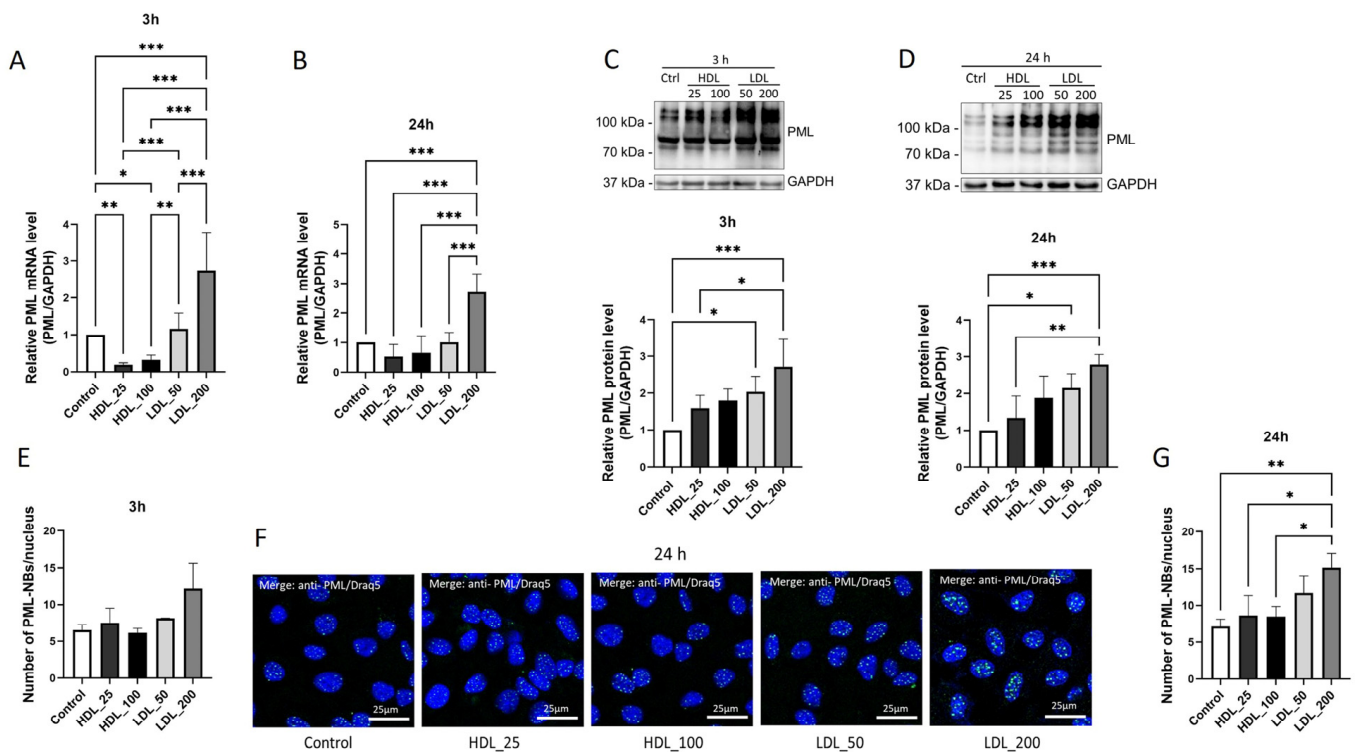 A
3h
***
***
***
***
*
***
**
**
Relative PML mRNA level
(PML/GAPDH)
5
4
3
2
1
0
Control
HDL_25
HDL_100
LDL_50
LDL_200
B
24h
***
***
***
***
Relative PML mRNA level
(PML/GAPDH)
5
4
3
2
1
0
Control
HDL_25
HDL_100
LDL_50
LDL_200
C
3 h
Ctrl HDL LDL
25 100 50 200
100 kDa -
PML
70 kDa -
37 kDa -
GAPDH
3h
***
*
*
Relative PML protein level
(PML/GAPDH)
4
3
2
1
0
Control
HDL_25
HDL_100
LDL_50
LDL_200
D
24 h
Ctrl HDL LDL
25 100 50 200
100 kDa -
PML
70 kDa -
37 kDa -
GAPDH
24h
***
*
**
Relative PML protein level
(PML/GAPDH)
4
3
2
1
0
Control
HDL_25
HDL_100
LDL_50
LDL_200
E
3h
Number of PML-NBs/nucleus
20
15
10
5
0
Control
HDL_25
HDL_100
LDL_50
LDL_200
F
24 h
Merge: anti- PML/Draq5
25μm
Control
Merge: anti- PML/Draq5
25μm
HDL_25
Merge: anti- PML/Draq5
25μm
HDL_100
Merge: anti- PML/Draq5
25μm
LDL_50
Merge: anti- PML/Draq5
25μm
LDL_200
G
24h
**
*
*
Number of PML-NBs/nucleus
20
15
10
5
0
Control
HDL_25
HDL_100
LDL_50
LDL_200